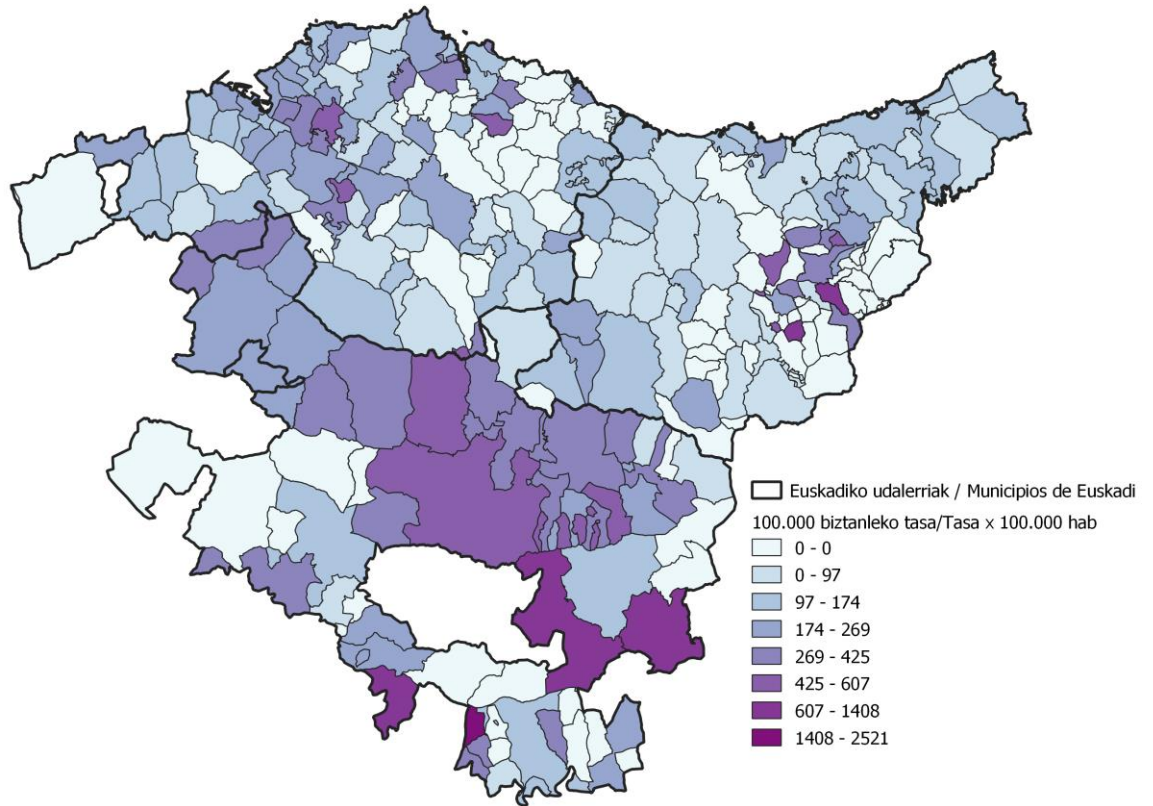 Euskadiko udalerriak / Municipios de Euskadi
100.000 biztanleko tasa/Tasa x 100.000 hab
0 - 0
0 - 97
97 - 174
174 - 269
269 - 425
425 - 607
607 - 1408
1408 - 2521